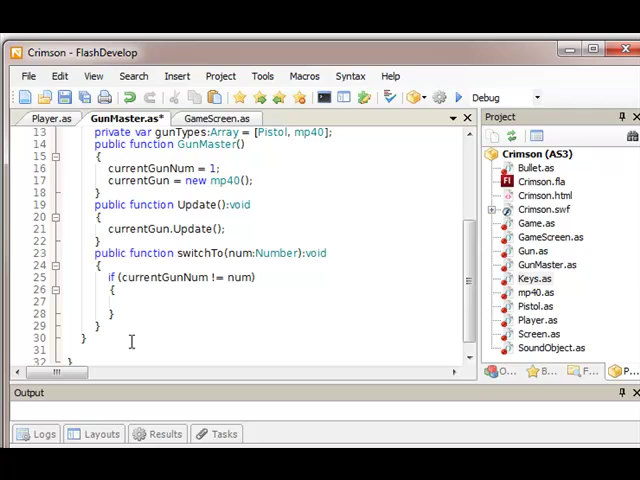 Crimson - FlashDevelop
File Edit View Search Insert Project Tools Macros Syntax Help
Debug
Player.as GunMaster.as* GameScreen.as
13 private var gunTypes:Array = [Pistol, mp40];
14 public function GunMaster()
15 {
16 currentGunNum = 1;
17 currentGun = new mp40();
18 }
19 public function Update():void
20 {
21 currentGun.Update();
22 }
23 public function switchTo(num:Number):void
24 {
25 if (currentGunNum != num)
26 {
27
28 }
29 }
30 }
31
32 }
Project
Crimson (AS3)
Bullet.as
Crimson.fla
Crimson.html
Crimson.swf
Game.as
GameScreen.as
Gun.as
GunMaster.as
Keys.as
mp40.as
Pistol.as
Player.as
Screen.as
SoundObject.as
O... B... Fi... P...
Output
Logs Layouts Results Tasks